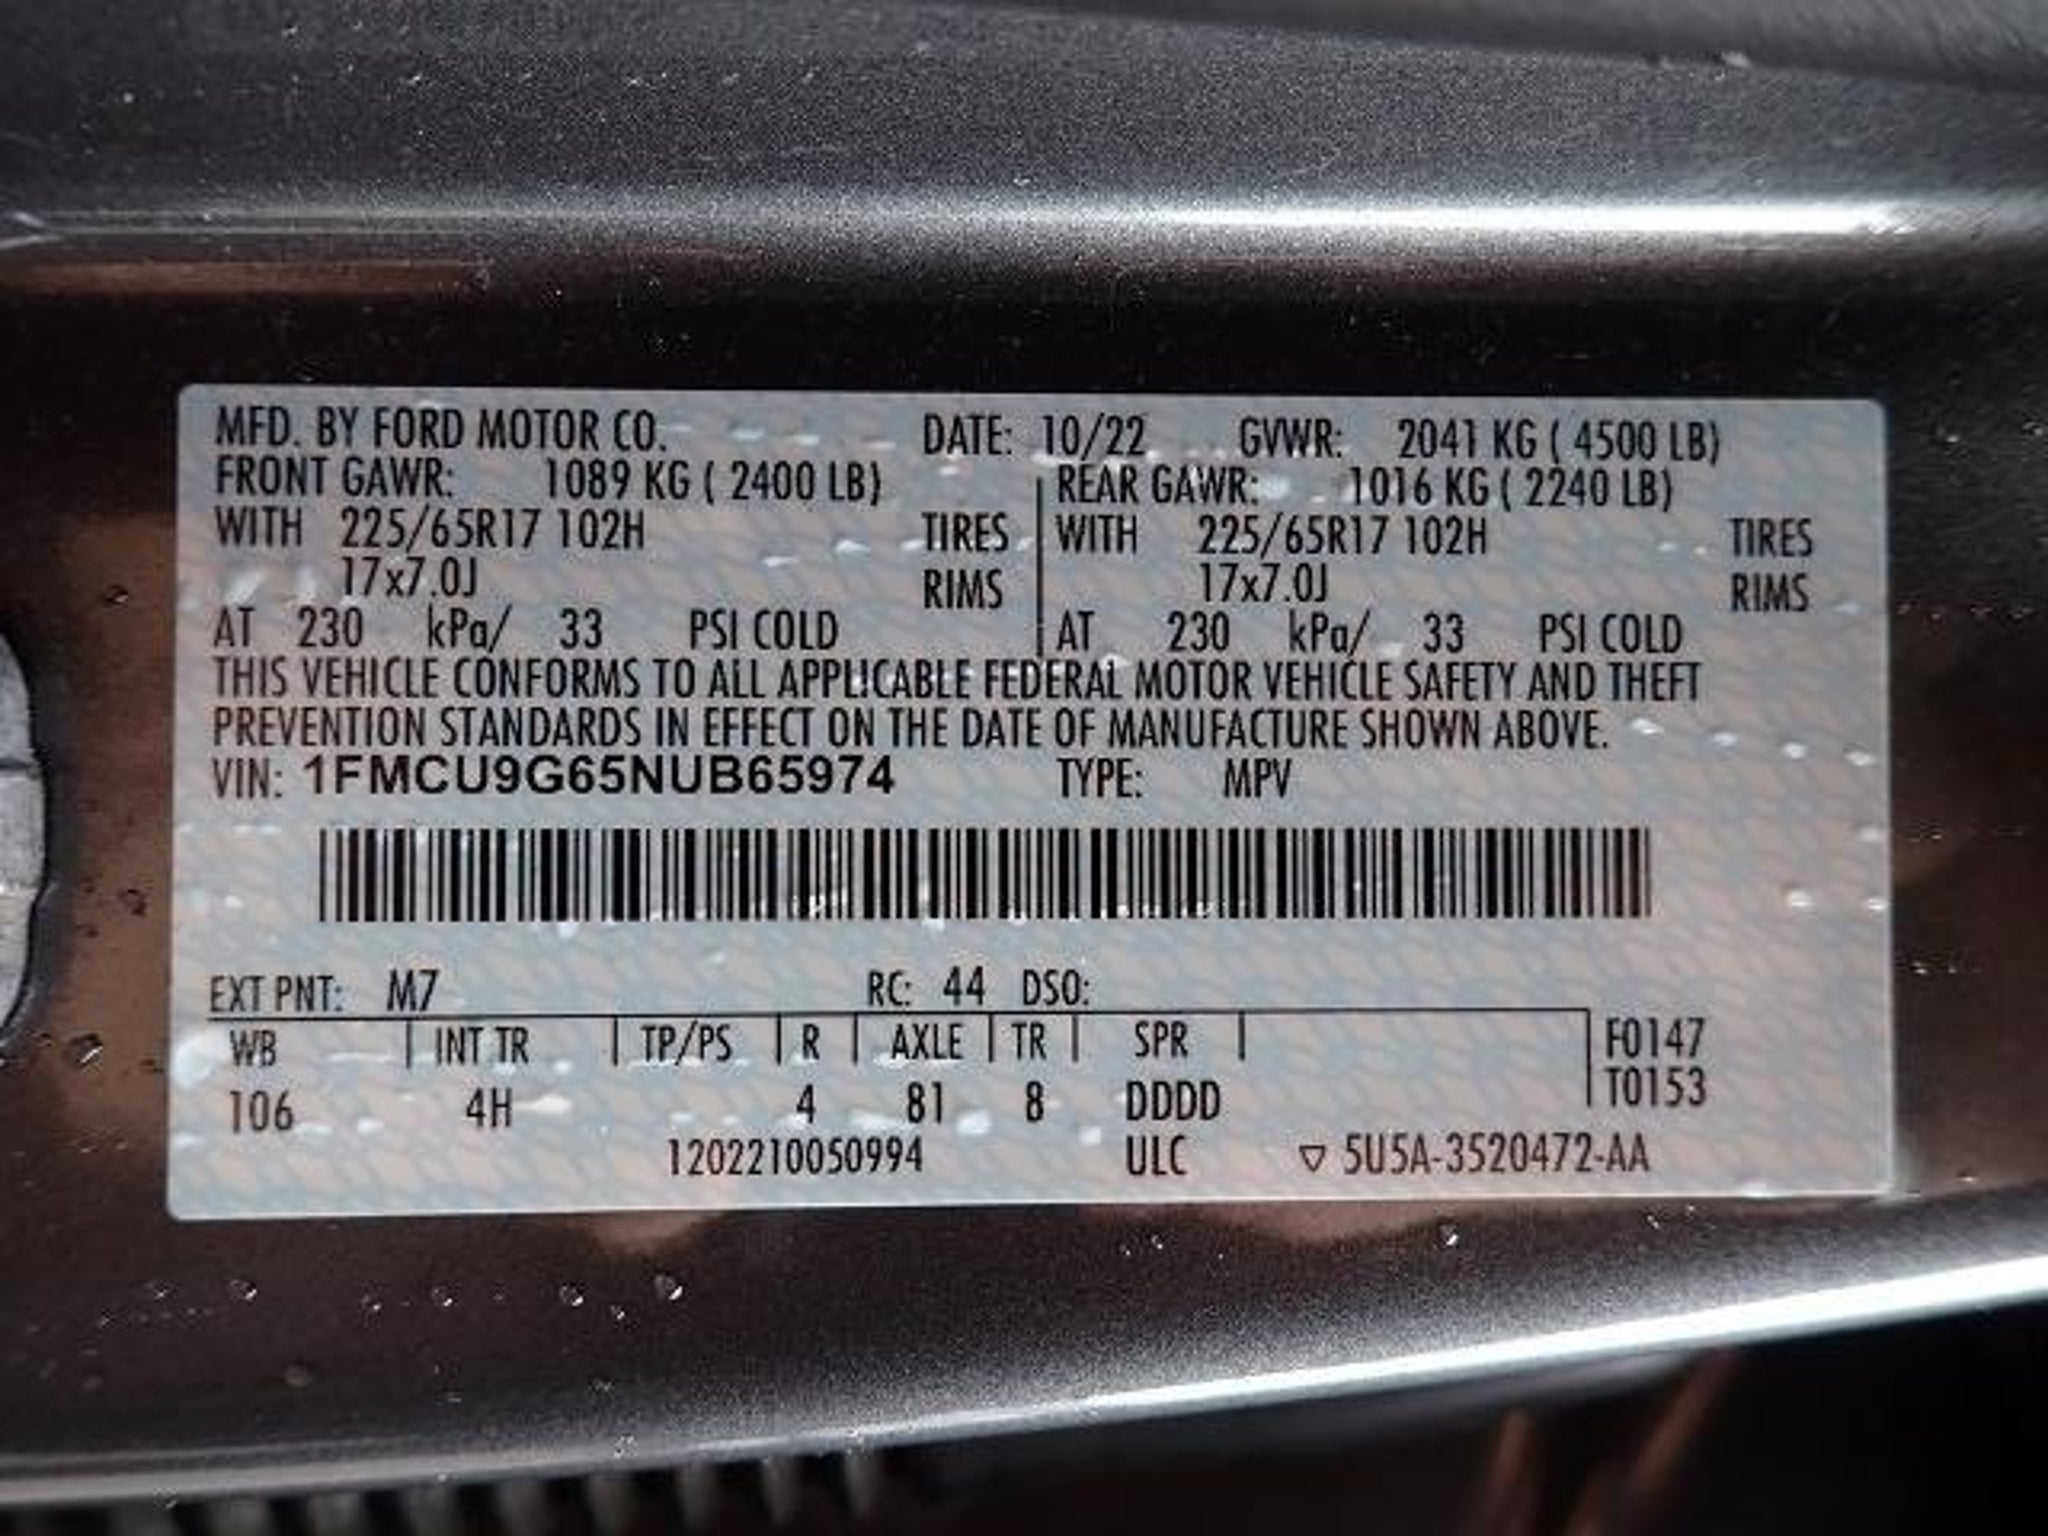 MFD. BY FORD MOTOR CO. DATE: 10/22 GVWR: 2041 KG ( 4500 LB)
FRONT GAWR: 1089 KG ( 2400 LB) REAR GAWR: 1016 KG ( 2240 LB)
WITH 225/65R17 102H TIRES WITH 225/65R17 102H TIRES
17x7.0J RIMS 17x7.0J RIMS
AT 230 kPa/ 33 PSI COLD AT 230 kPa/ 33 PSI COLD
THIS VEHICLE CONFORMS TO ALL APPLICABLE FEDERAL MOTOR VEHICLE SAFETY AND THEFT
PREVENTION STANDARDS IN EFFECT ON THE DATE OF MANUFACTURE SHOWN ABOVE.
VIN: 1FMCU9G65NUB65974 TYPE: MPV
EXT PNT: M7 RC: 44 DSO:
WB INT TR TP/PS R AXLE TR SPR F0147
106 4H 4 81 8 DDDD T0153
1202210050994 ULC ▽ 5U5A-3520472-AA